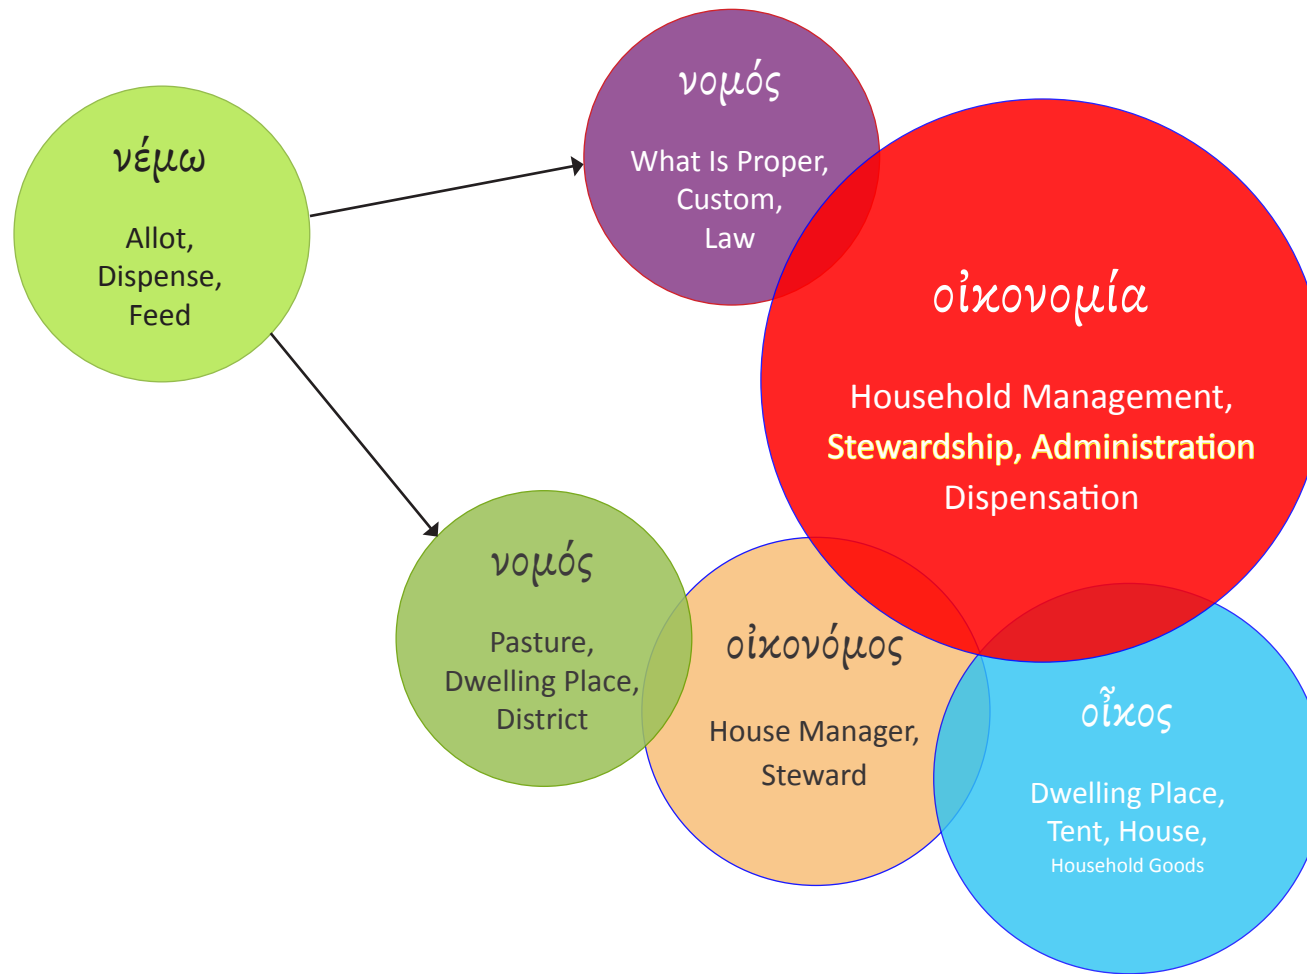 νέμω
Allot,
Dispense,
Feed
νομός
What Is Proper,
Custom,
Law
οἰκονομία
Household Management,
Stewardship, Administration
Dispensation
νομός
Pasture,
Dwelling Place,
District
οἰκονόμος
House Manager,
Steward
οἶκος
Dwelling Place,
Tent, House,
Household Goods